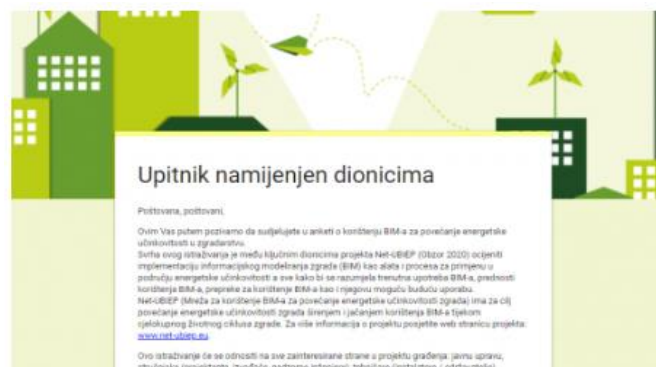 Upitnik namijenjen dionicima
Poštovana, poštovani,
Ovim Vas putem pozivamo da sudjelujete u anketi o korištenju BIM-a za povećanje energetske
učinkovitosti u zgradarstvu.
Svrha ovog istraživanja je među ključnim dionicima projekta Net-UBIEP (Obzor 2020) ocijeniti
implementaciju informacijskog modeliranja zgrade (BIM) kao alata i procesa za primjenu u
području energetske učinkovitosti a sve kako bi se razumjela trenutna upotreba BIM-a, prednosti
korištenja BIM-a, prepreke za korištenje BIM-a kao i njegovu moguću buduću uporabu.
Net-UBIEP (Mreža za korištenje BIM-a za povećanje energetske učinkovitosti zgrada) ima za cilj
povećanje energetske učinkovitosti zgrada širenjem i jačanjem korištenja BIM-a tijekom
cjelokupnog životnog ciklusa zgrade. Za više informacija o projektu posjetite web stranicu projekta:
www.net-ubiep.eu.
Ovo istraživanje će se odnositi na sve zainteresirane strane u projektu građenja: javnu upravu,